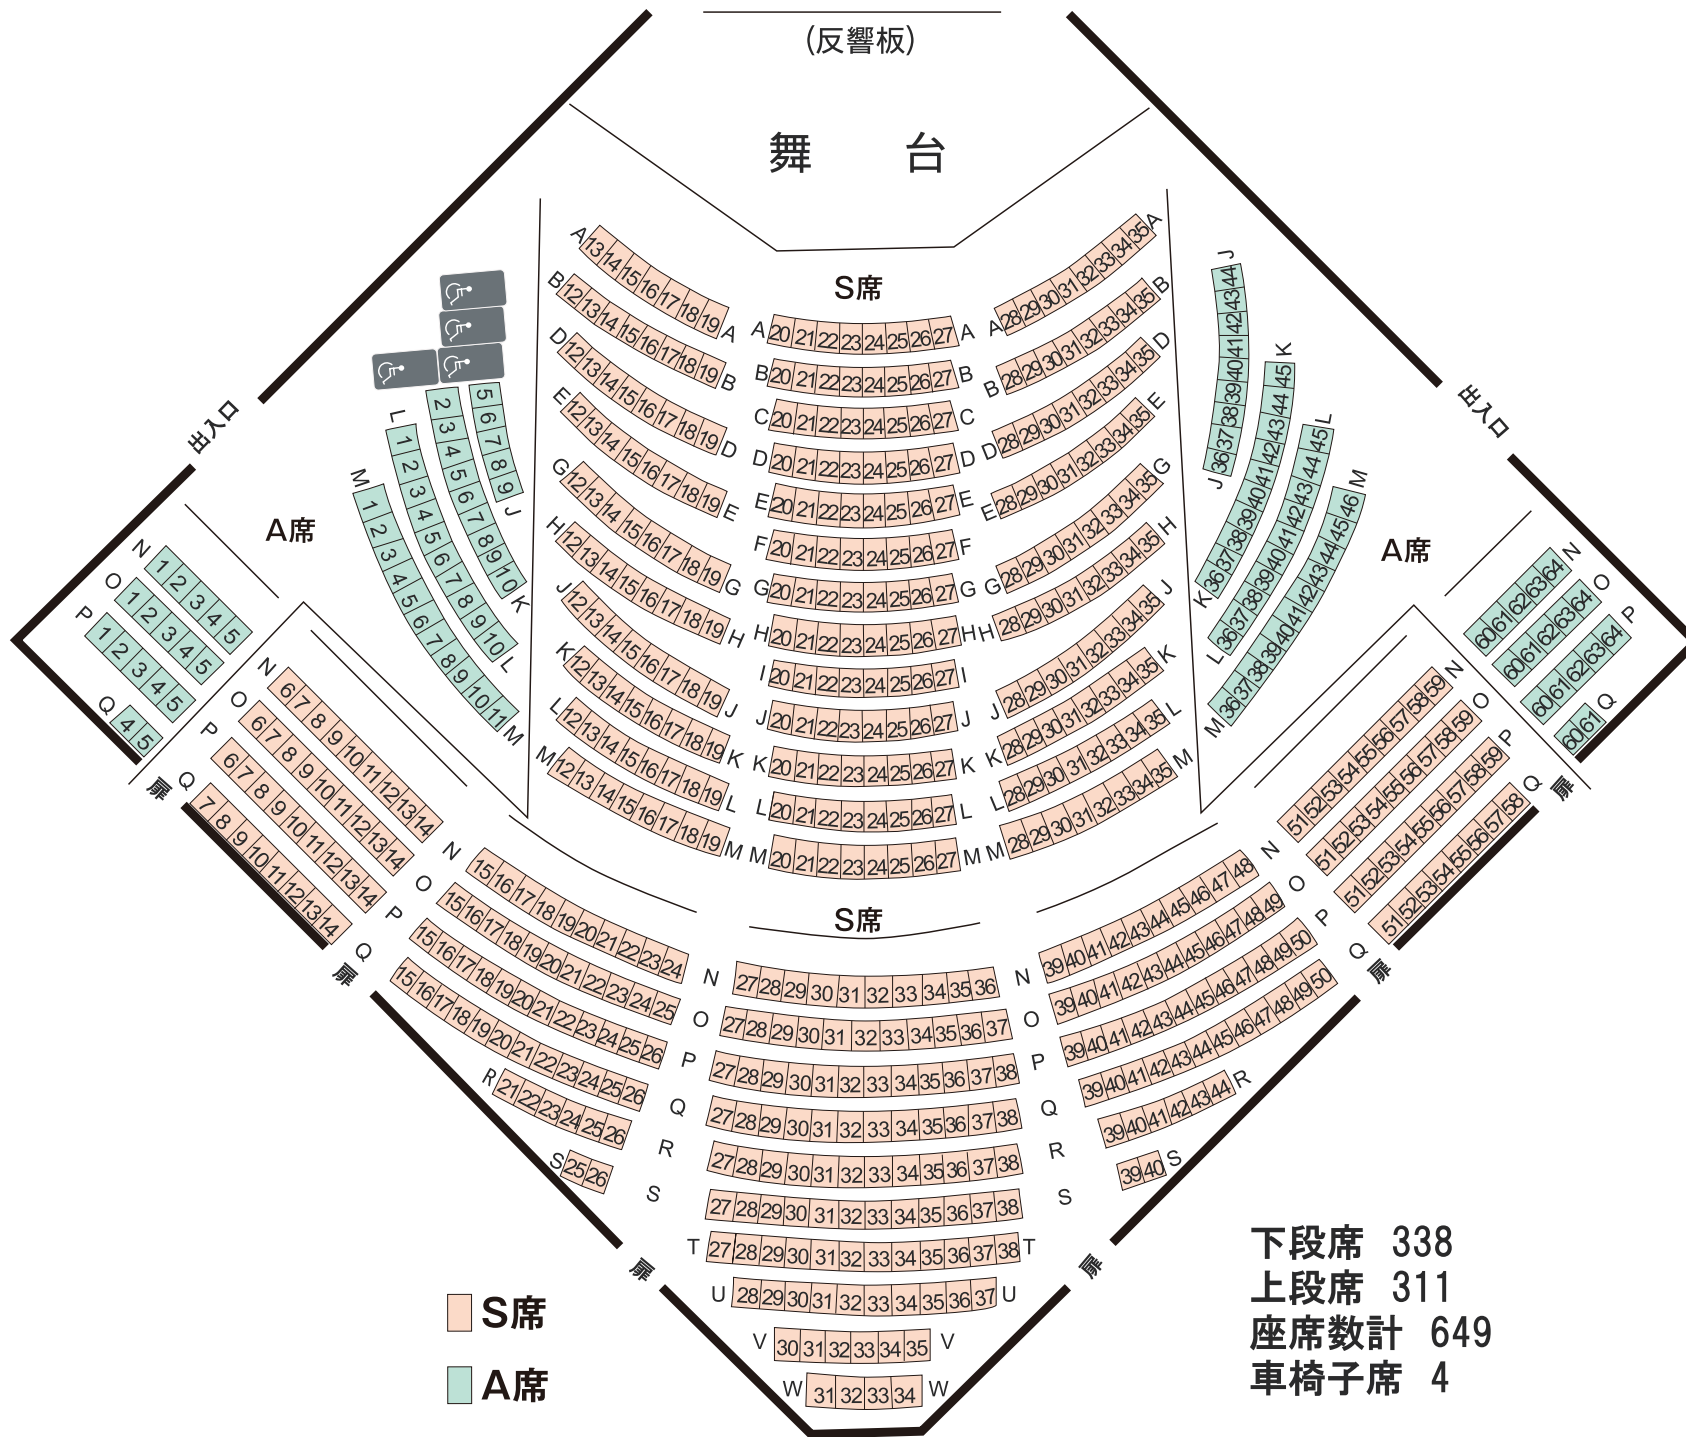 (反響板)
舞 台
S席
A 13 14 15 16 17 18 19 A
A 20 21 22 23 24 25 26 27 A
A 28 29 30 31 32 33 34 35 A
B 12 13 14 15 16 17 18 19 B
B 20 21 22 23 24 25 26 27 B
B 28 29 30 31 32 33 34 35 B
C 20 21 22 23 24 25 26 27 C
D 12 13 14 15 16 17 18 19 D
D 20 21 22 23 24 25 26 27 D
D 28 29 30 31 32 33 34 35 D
E 12 13 14 15 16 17 18 19 E
E 20 21 22 23 24 25 26 27 E
E 28 29 30 31 32 33 34 35 E
F 20 21 22 23 24 25 26 27 F
G 12 13 14 15 16 17 18 19 G
G 20 21 22 23 24 25 26 27 G
G 28 29 30 31 32 33 34 35 G
H 12 13 14 15 16 17 18 19 H
H 20 21 22 23 24 25 26 27 H
H 28 29 30 31 32 33 34 35 H
I 20 21 22 23 24 25 26 27 I
J 12 13 14 15 16 17 18 19 J
J 20 21 22 23 24 25 26 27 J
J 28 29 30 31 32 33 34 35 J
K 12 13 14 15 16 17 18 19 K
K 20 21 22 23 24 25 26 27 K
K 28 29 30 31 32 33 34 35 K
L 12 13 14 15 16 17 18 19 L
L 20 21 22 23 24 25 26 27 L
L 28 29 30 31 32 33 34 35 L
M 12 13 14 15 16 17 18 19 M
M 20 21 22 23 24 25 26 27 M
M 28 29 30 31 32 33 34 35 M
出入口
A席
5 6 7 8 9 J
2 3 4 5 6 7 8 9 10 K
L 1 2 3 4 5 6 7 8 9 10 L
M 1 2 3 4 5 6 7 8 9 10 11 M
出入口
A席
J 36 37 38 39 40 41 42 43 44 J
K 36 37 38 39 40 41 42 43 44 45 K
L 36 37 38 39 40 41 42 43 44 45 L
M 36 37 38 39 40 41 42 43 44 45 46 M
N 1 2 3 4 5
O 1 2 3 4 5
P 1 2 3 4 5
Q 4 5
60 61 62 63 64 N
60 61 62 63 64 O
60 61 62 63 64 P
60 61 Q
扉
扉
S席
N 6 7 8 9 10 11 12 13 14 N
15 16 17 18 19 20 21 22 23 24 N
27 28 29 30 31 32 33 34 35 36 N
39 40 41 42 43 44 45 46 47 48 N
51 52 53 54 55 56 57 58 59 N
O 6 7 8 9 10 11 12 13 14 O
15 16 17 18 19 20 21 22 23 24 25 O
27 28 29 30 31 32 33 34 35 36 37 O
39 40 41 42 43 44 45 46 47 48 49 O
51 52 53 54 55 56 57 58 59 O
P 6 7 8 9 10 11 12 13 14 P
15 16 17 18 19 20 21 22 23 24 25 26 P
27 28 29 30 31 32 33 34 35 36 37 38 P
39 40 41 42 43 44 45 46 47 48 49 50 P
51 52 53 54 55 56 57 58 59 P
Q 7 8 9 10 11 12 13 14 Q
15 16 17 18 19 20 21 22 23 24 25 26 Q
27 28 29 30 31 32 33 34 35 36 37 38 Q
39 40 41 42 43 44 45 46 47 48 49 50 Q
51 52 53 54 55 56 57 58 Q
扉
扉
R 21 22 23 24 25 26 R
27 28 29 30 31 32 33 34 35 36 37 38 R
39 40 41 42 43 44 R
S 25 26 S
27 28 29 30 31 32 33 34 35 36 37 38 S
39 40 S
T 27 28 29 30 31 32 33 34 35 36 37 38 T
扉
扉
U 28 29 30 31 32 33 34 35 36 37 U
V 30 31 32 33 34 35 V
W 31 32 33 34 W
S席
A席
下段席 338
上段席 311
座席数計 649
車椅子席 4